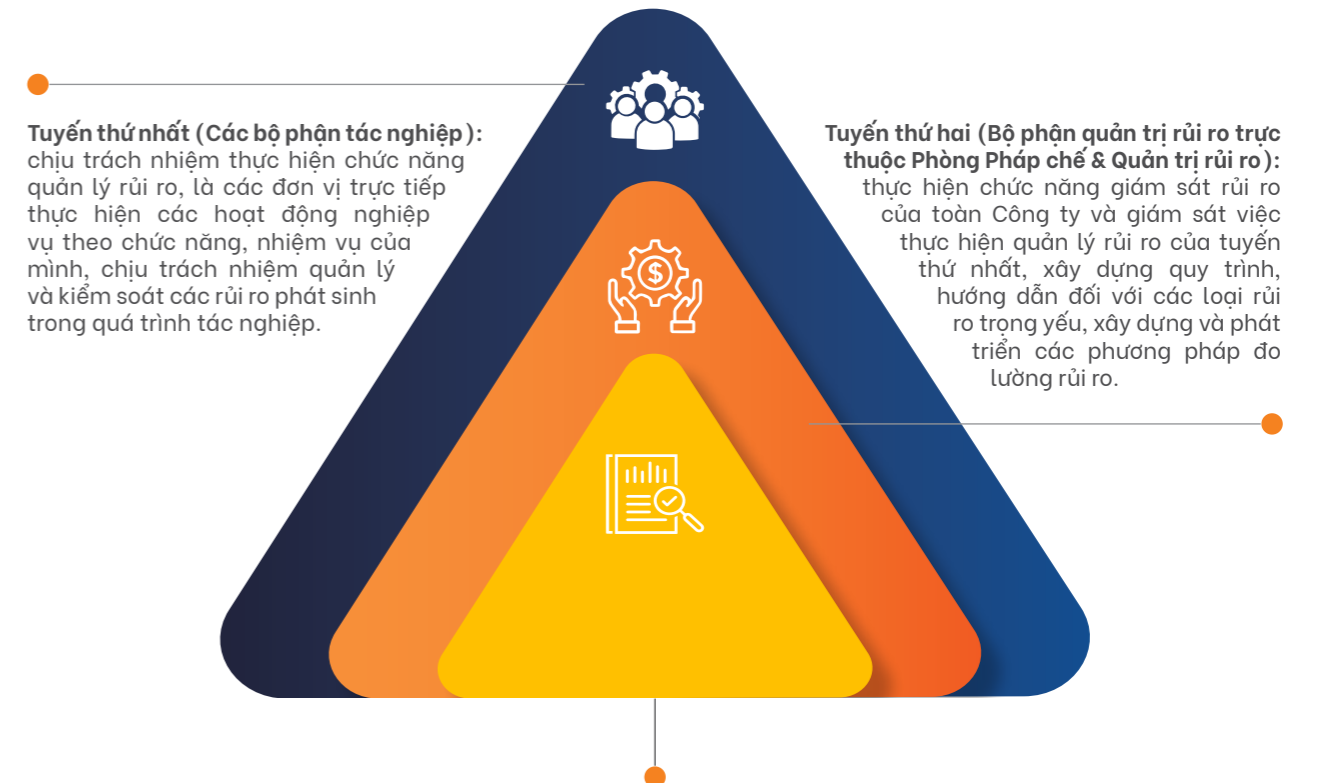 Tuyến thứ nhất (Các bộ phận tác nghiệp):
chịu trách nhiệm thực hiện chức năng
quản lý rủi ro, là các đơn vị trực tiếp
thực hiện các hoạt động nghiệp
vụ theo chức năng, nhiệm vụ của
mình, chịu trách nhiệm quản lý
và kiểm soát các rủi ro phát sinh
trong quá trình tác nghiệp.
Tuyến thứ hai (Bộ phận quản trị rủi ro trực
thuộc Phòng Pháp chế & Quản trị rủi ro):
thực hiện chức năng giám sát rủi ro
của toàn Công ty và giám sát việc
thực hiện quản lý rủi ro của tuyến
thứ nhất, xây dựng quy trình,
hướng dẫn đối với các loại rủi
ro trọng yếu, xây dựng và phát
triển các phương pháp đo
lường rủi ro.
$